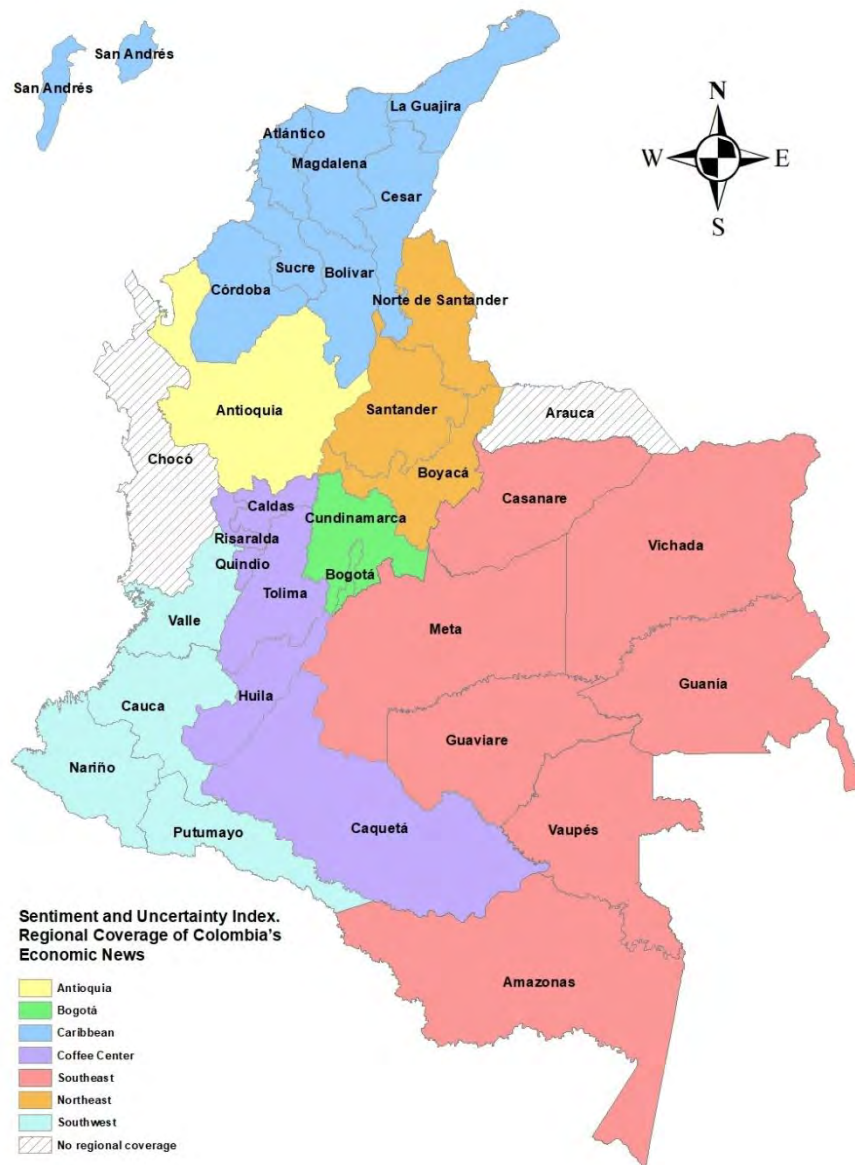 San Andrés
San Andrés
La Guajira
Atlántico
Magdalena
Cesar
N
W
E
S
Sucre
Bolívar
Córdoba
Norte de Santander
Antioquia
Santander
Arauca
Chocó
Boyacá
Casanare
Caldas
Cundinamarca
Risaralda
Quindio
Bogotá
Tolima
Vichada
Valle
Meta
Guanía
Huila
Cauca
Guaviare
Nariño
Putumayo
Caquetá
Vaupés
Amazonas
Sentiment and Uncertainty Index.
Regional Coverage of Colombia's
Economic News
Antioquia
Bogotá
Caribbean
Coffee Center
Southeast
Northeast
Southwest
No regional coverage